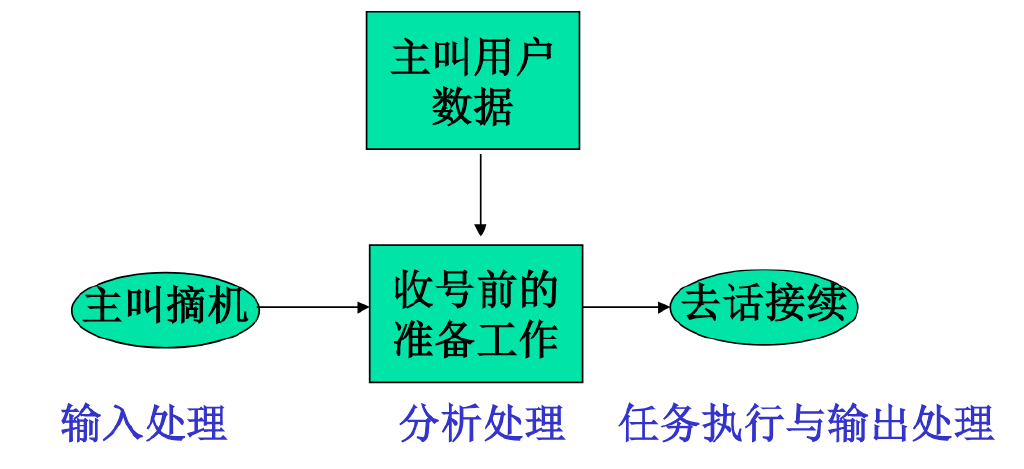 主叫用户
数据
主叫摘机
收号前的
准备工作
去话接续
输入处理
分析处理
任务执行与输出处理